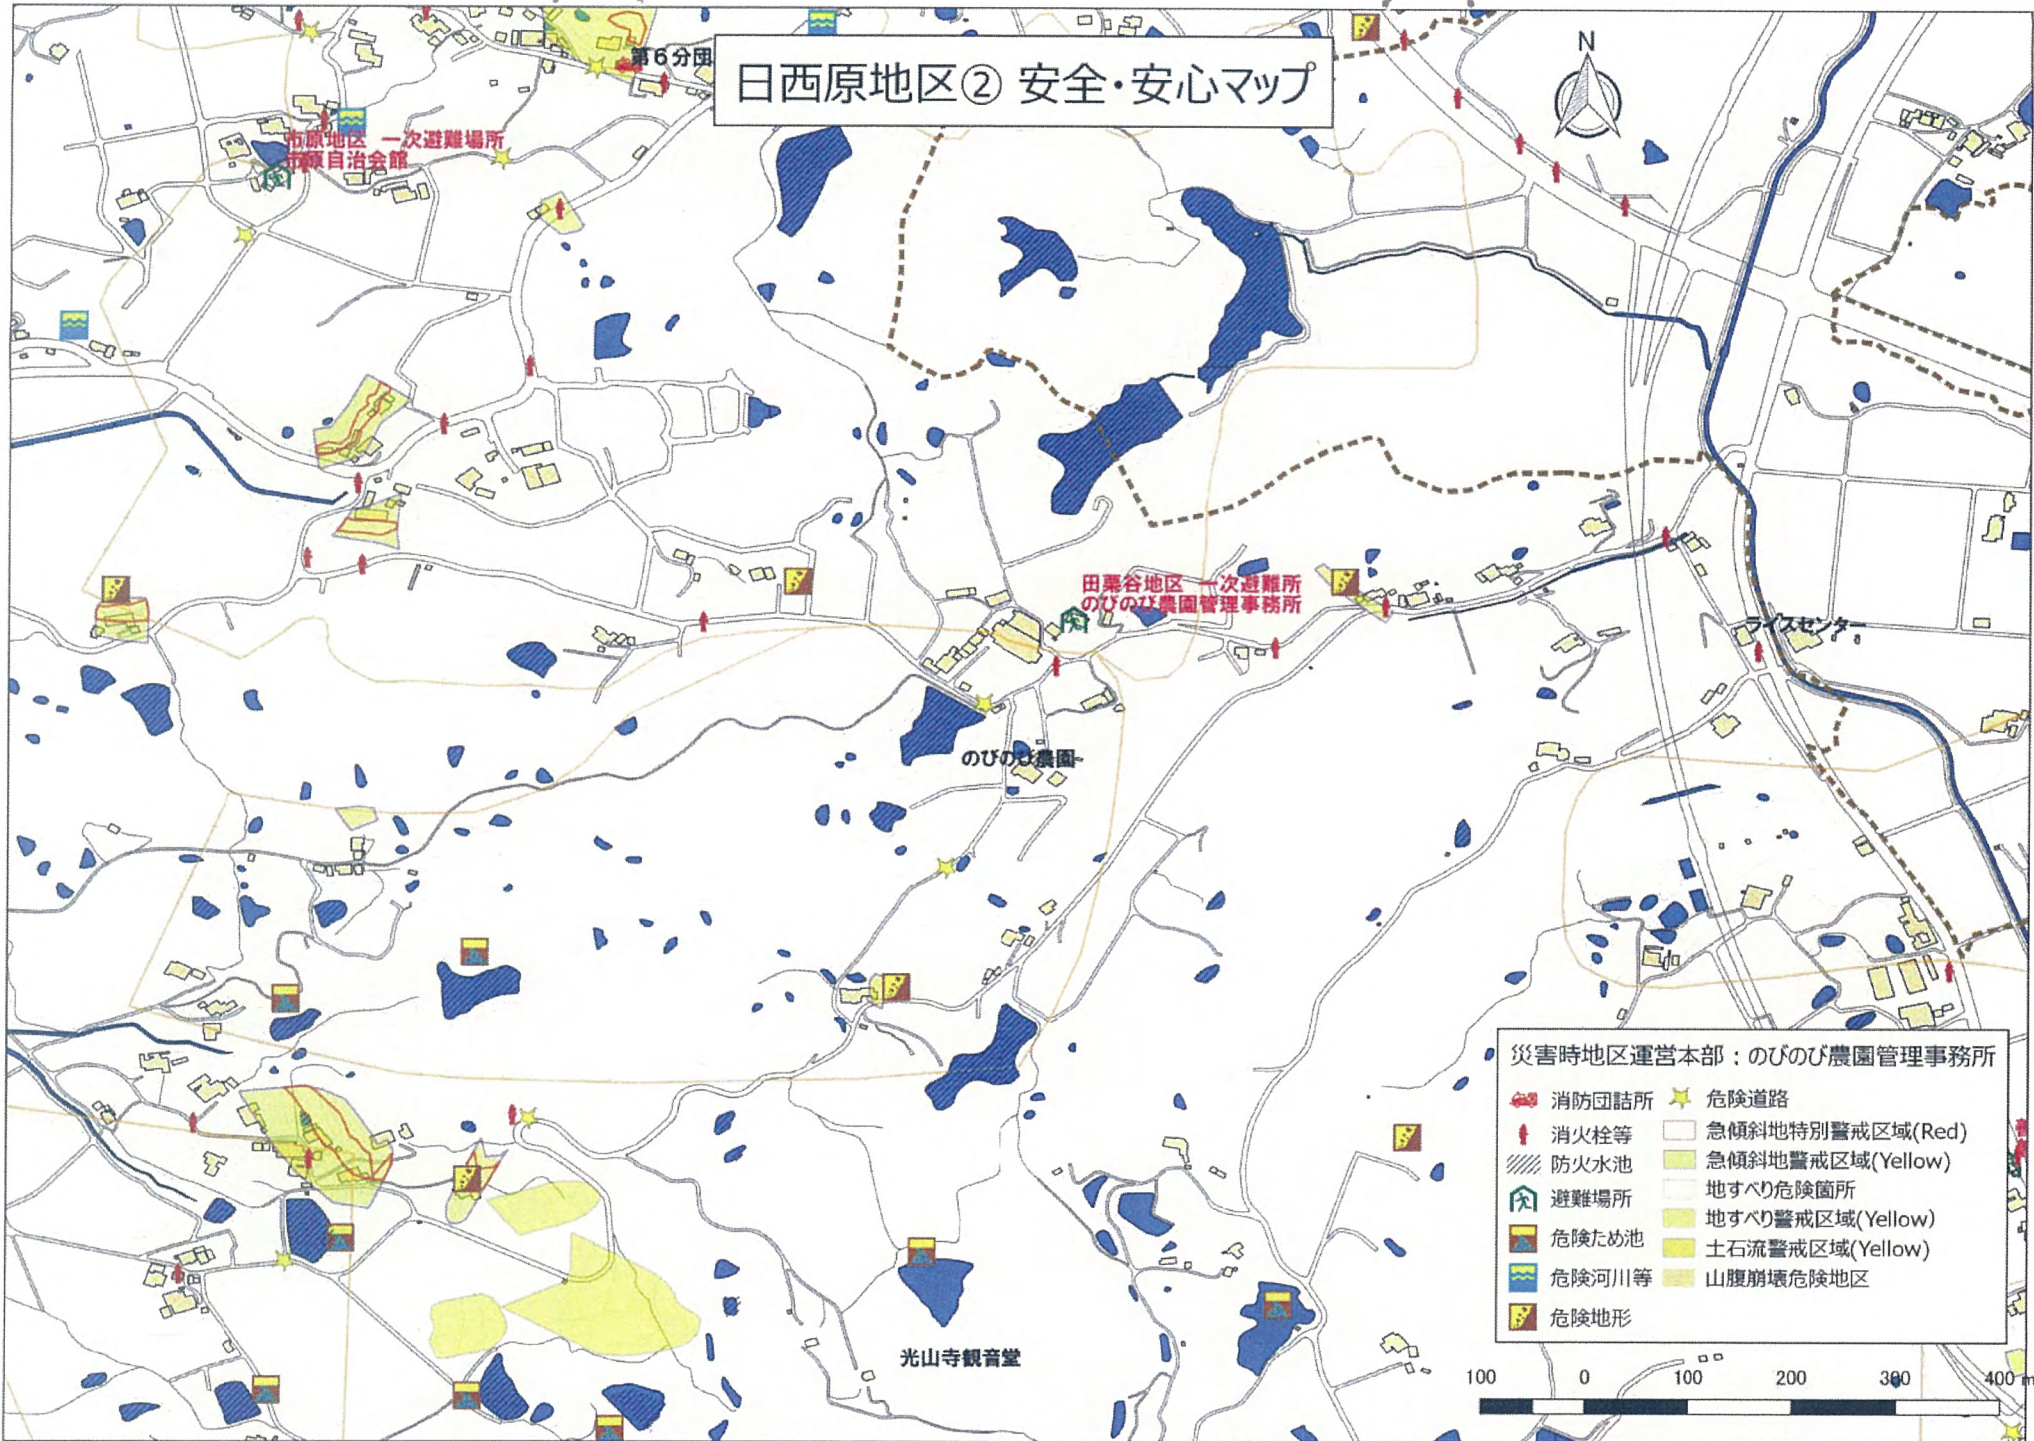 第6分団
日西原地区② 安全・安心マップ
N
市原地区 一次避難場所
市原自治会館
田栗谷地区 一次避難所
のびのび農園管理事務所
ライスセンター
のびのび農園
光山寺観音堂
災害時地区運営本部：のびのび農園管理事務所
消防団詰所
危険道路
消火栓等
急傾斜地特別警戒区域(Red)
防火水池
急傾斜地警戒区域(Yellow)
避難場所
地すべり危険箇所
地すべり警戒区域(Yellow)
危険ため池
土石流警戒区域(Yellow)
危険河川等
山腹崩壊危険地区
危険地形
100 0 100 200 300 400 m